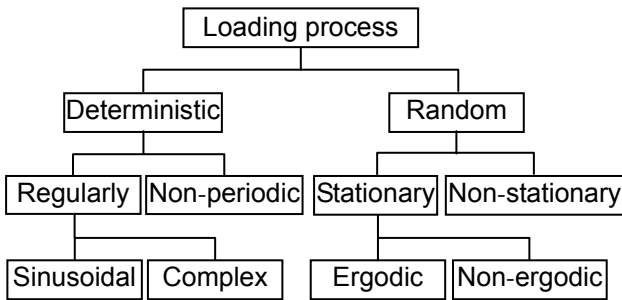 Loading process
Deterministic Random
Regularly Non-periodic Stationary Non-stationary
Sinusoidal Complex Ergodic Non-ergodic